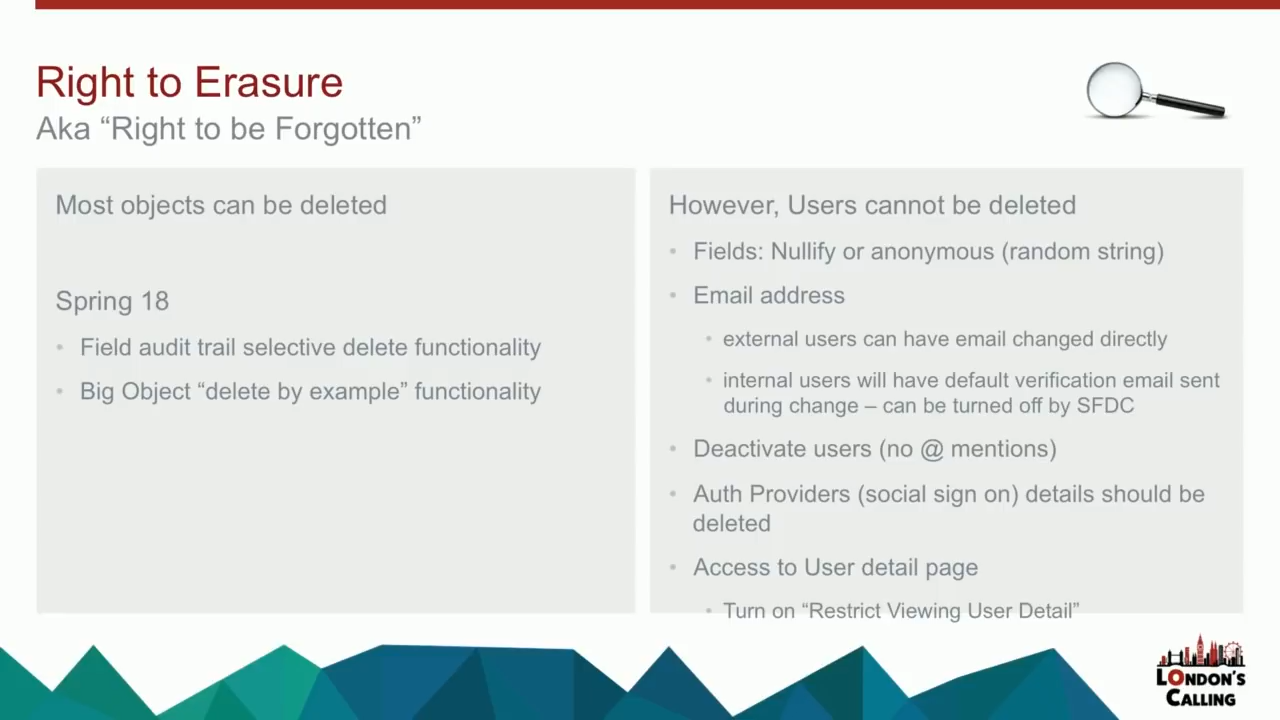 Right to Erasure
Aka “Right to be Forgotten”
Most objects can be deleted
Spring 18
• Field audit trail selective delete functionality
• Big Object “delete by example” functionality
However, Users cannot be deleted
• Fields: Nullify or anonymous (random string)
• Email address
• external users can have email changed directly
• internal users will have default verification email sent
during change – can be turned off by SFDC
• Deactivate users (no @ mentions)
• Auth Providers (social sign on) details should be
deleted
• Access to User detail page
• Turn on “Restrict Viewing User Detail”
LONDON'S
CALLING